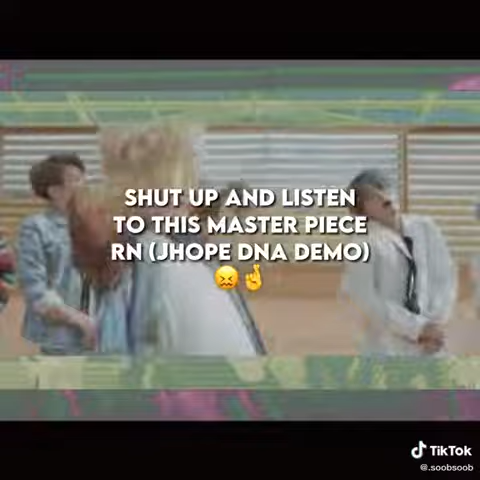 SHUT UP AND LISTEN
TO THIS MASTER PIECE
RN (JHOPE DNA DEMO)
😖🤞
TikTok
@.soobsoob